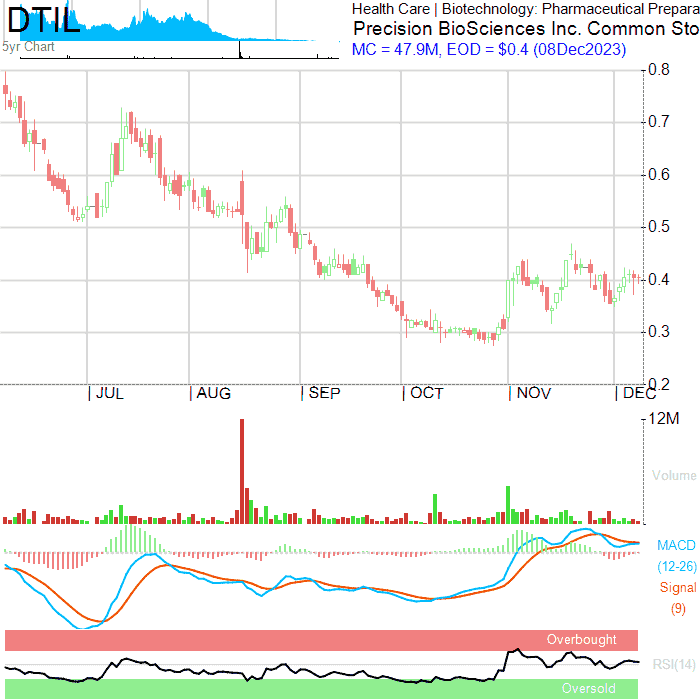 DTIL
5yr Chart
Health Care | Biotechnology: Pharmaceutical Prepara
Precision BioSciences Inc. Common Sto
MC = 47.9M, EOD = $0.4 (08Dec2023)
0.8
0.7
0.6
0.5
0.4
0.3
0.2
JUL AUG SEP OCT NOV DEC
12M
Volume
MACD
(12-26)
Signal
(9)
Overbought
RSI(14)
Oversold